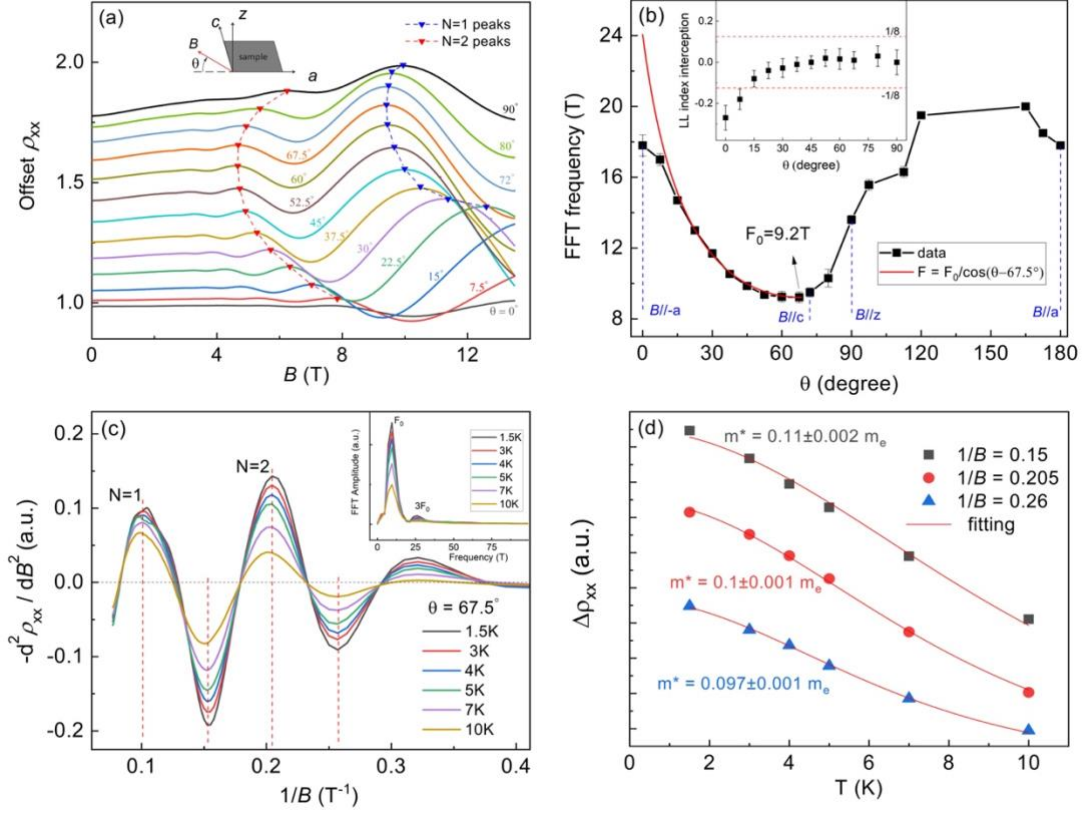 (a)
c
z
B
θ
sample
a
N=1 peaks
N=2 peaks
Offset ρxx
2.0
1.5
1.0
90°
80°
72°
67.5°
60°
52.5°
45°
37.5°
30°
22.5°
15°
7.5°
θ = 0°
0 4 8 12
B (T)
(b)
FFT frequency (T)
24
20
16
12
8
LL index interception
0.2
0.0
-0.2
1/8
-1/8
0 15 30 45 60 75 90
θ (degree)
F₀=9.2T
data
F = F₀/cos(θ−67.5°)
B//-a
B//c
B//z
B//a
0 30 60 90 120 150 180
θ (degree)
(c)
-d² ρxx / dB² (a.u.)
0.2
0.1
0.0
-0.1
-0.2
N=1
N=2
FFT Amplitude (a.u.)
F₀
3F₀
1.5K
3K
4K
5K
7K
10K
0 25 50 75
Frequency (T)
θ = 67.5°
1.5K
3K
4K
5K
7K
10K
0.1 0.2 0.3 0.4
1/B (T⁻¹)
(d)
Δρxx (a.u.)
m* = 0.11±0.002 mₑ
m* = 0.1±0.001 mₑ
m* = 0.097±0.001 mₑ
1/B = 0.15
1/B = 0.205
1/B = 0.26
fitting
0 2 4 6 8 10
T (K)